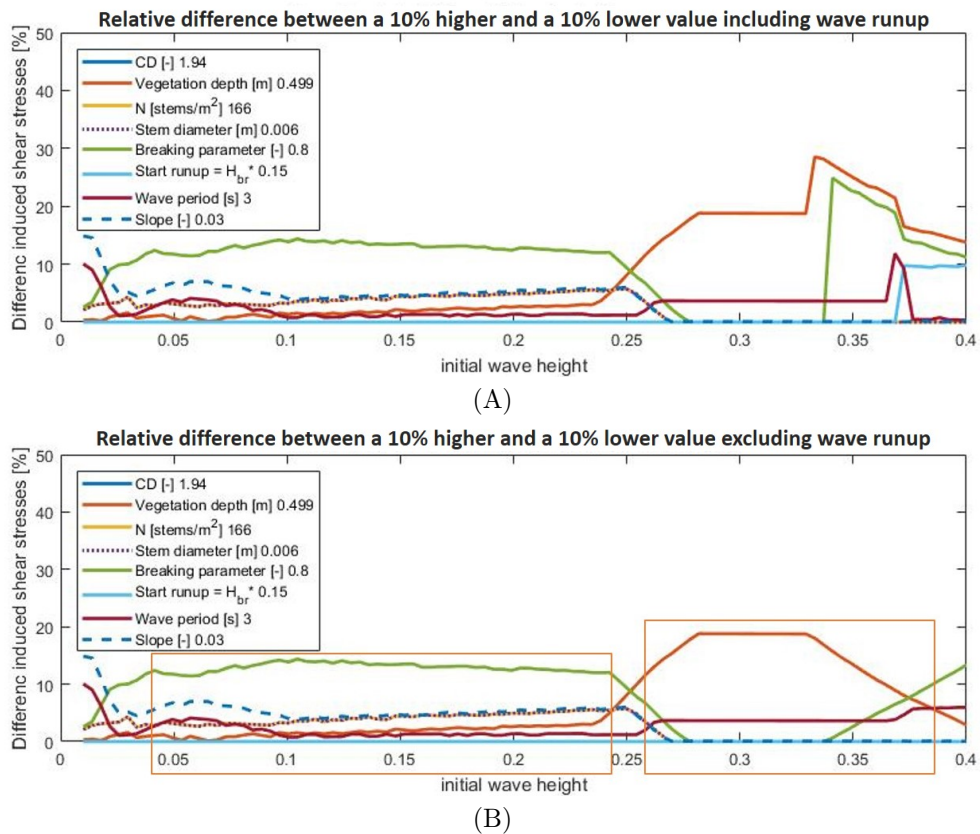 Relative difference between a 10% higher and a 10% lower value including wave runup
Differenc induced shear stresses [%]
50
40
30
20
10
0
CD [-] 1.94
Vegetation depth [m] 0.499
N [stems/m²] 166
Stem diameter [m] 0.006
Breaking parameter [-] 0.8
Start runup = H_br* 0.15
Wave period [s] 3
Slope [-] 0.03
0 0.05 0.1 0.15 0.2 0.25 0.3 0.35 0.4
initial wave height
(A)
Relative difference between a 10% higher and a 10% lower value excluding wave runup
Differenc induced shear stresses [%]
50
40
30
20
10
0
CD [-] 1.94
Vegetation depth [m] 0.499
N [stems/m²] 166
Stem diameter [m] 0.006
Breaking parameter [-] 0.8
Start runup = H_br* 0.15
Wave period [s] 3
Slope [-] 0.03
0 0.05 0.1 0.15 0.2 0.25 0.3 0.35 0.4
initial wave height
(B)